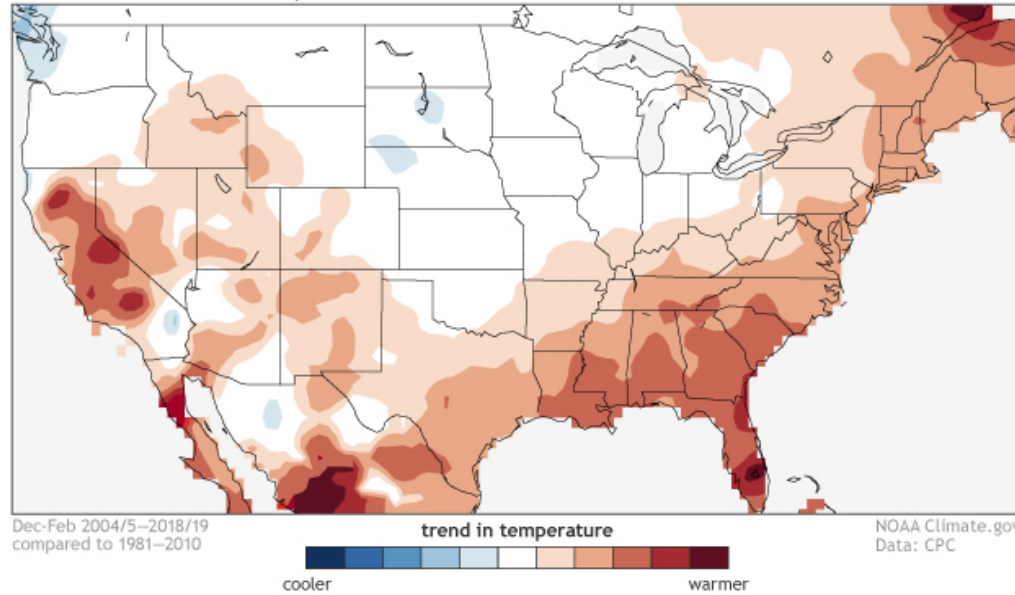 Dec-Feb 2004/5—2018/19
compared to 1981—2010
trend in temperature
cooler
warmer
NOAA Climate.gov
Data: CPC